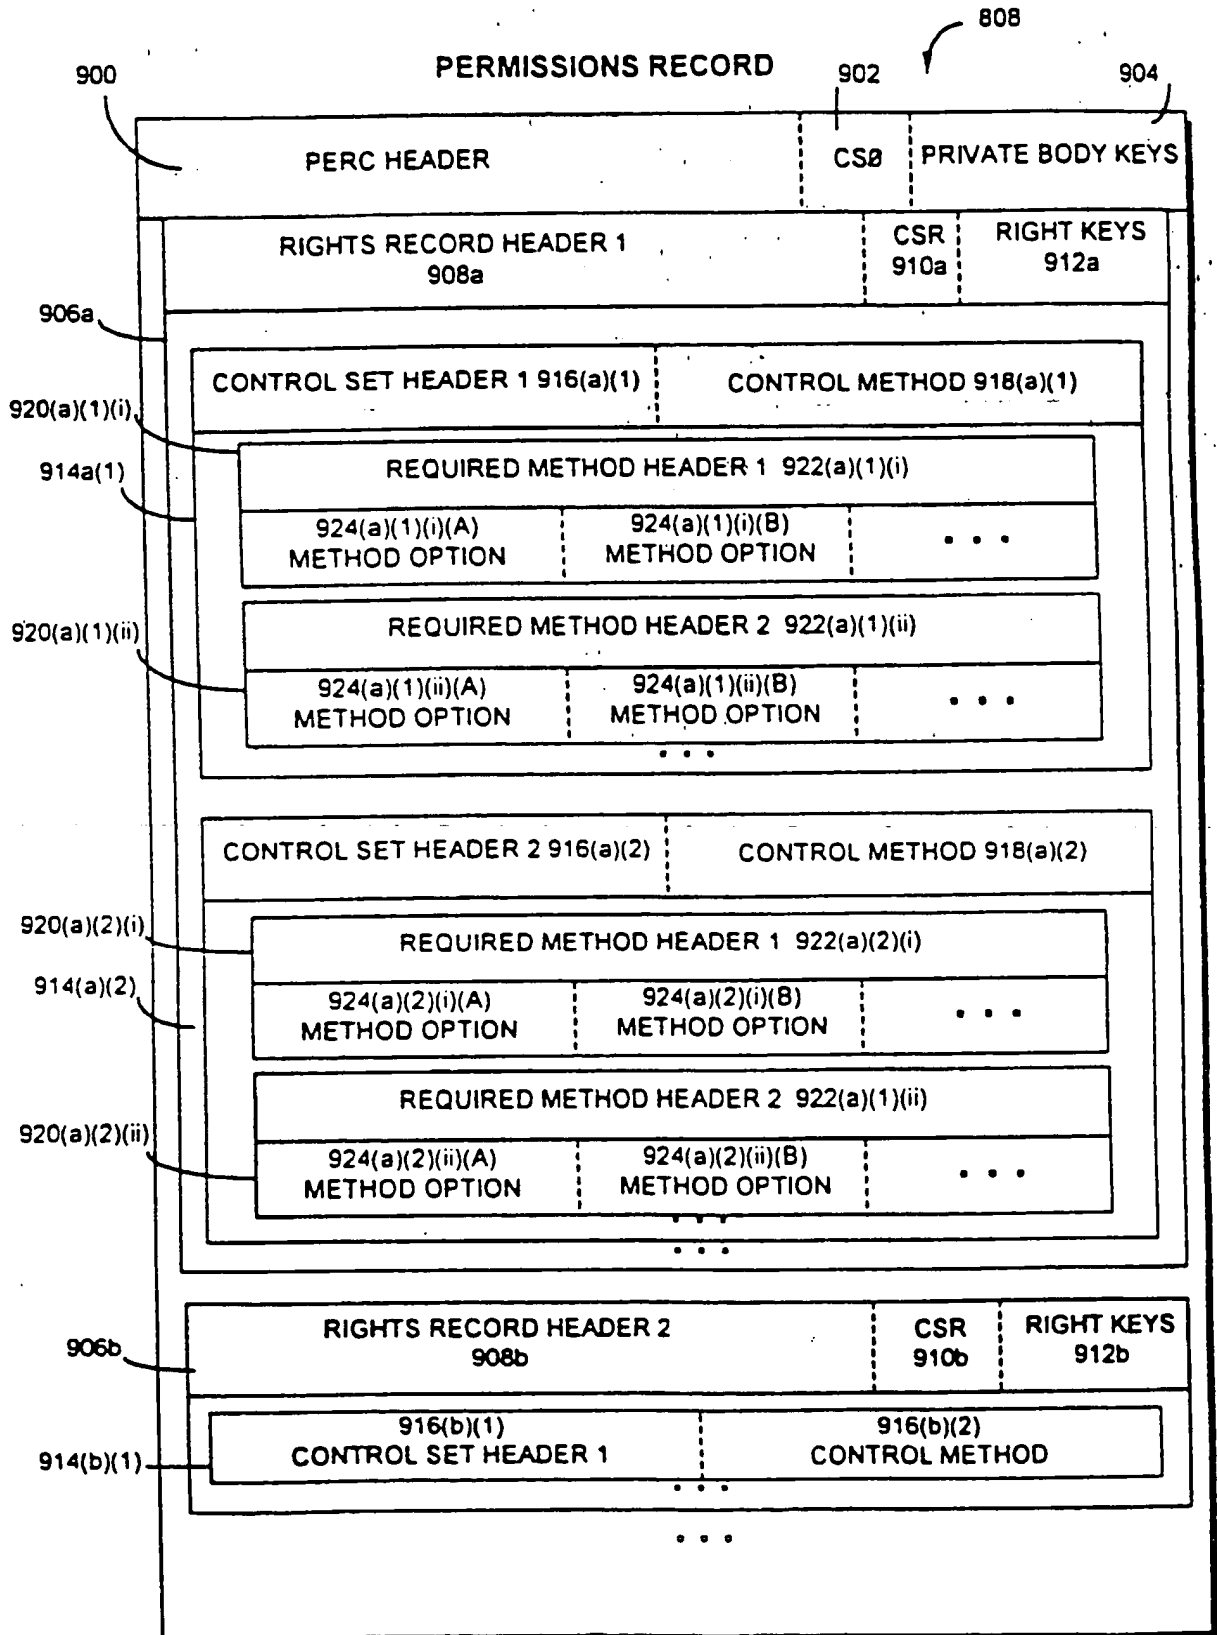 808
PERMISSIONS RECORD
900
902
904
PERC HEADER
CS0
PRIVATE BODY KEYS
RIGHTS RECORD HEADER 1
908a
CSR
910a
RIGHT KEYS
912a
906a
CONTROL SET HEADER 1 916(a)(1)
CONTROL METHOD 918(a)(1)
920(a)(1)(i)
REQUIRED METHOD HEADER 1 922(a)(1)(i)
914a(1)
924(a)(1)(i)(A)
METHOD OPTION
924(a)(1)(i)(B)
METHOD OPTION
• • •
920(a)(1)(ii)
REQUIRED METHOD HEADER 2 922(a)(1)(ii)
924(a)(1)(ii)(A)
METHOD OPTION
924(a)(1)(ii)(B)
METHOD OPTION
• • •
• • •
CONTROL SET HEADER 2 916(a)(2)
CONTROL METHOD 918(a)(2)
920(a)(2)(i)
REQUIRED METHOD HEADER 1 922(a)(2)(i)
914(a)(2)
924(a)(2)(i)(A)
METHOD OPTION
924(a)(2)(i)(B)
METHOD OPTION
• • •
REQUIRED METHOD HEADER 2 922(a)(1)(ii)
920(a)(2)(ii)
924(a)(2)(ii)(A)
METHOD OPTION
924(a)(2)(ii)(B)
METHOD OPTION
• • •
• • •
• • •
RIGHTS RECORD HEADER 2
908b
CSR
910b
RIGHT KEYS
912b
906b
916(b)(1)
CONTROL SET HEADER 1
916(b)(2)
CONTROL METHOD
914(b)(1)
• • •
• • •